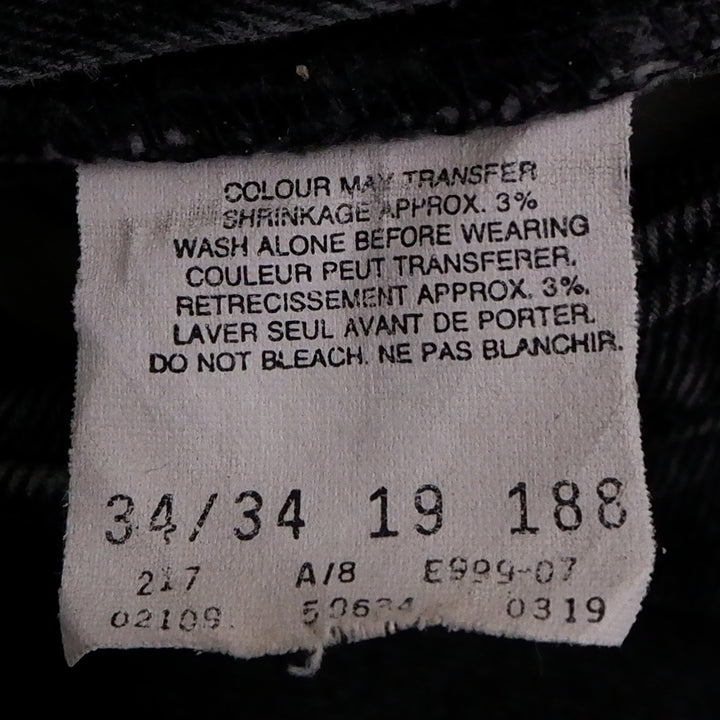 COLOUR MAY TRANSFER
SHRINKAGE APPROX. 3%
WASH ALONE BEFORE WEARING
COULEUR PEUT TRANSFERER.
RETRECISSEMENT APPROX. 3%.
LAVER SEUL AVANT DE PORTER.
DO NOT BLEACH. NE PAS BLANCHIR.
34/34 19 188
217 A/8 E999-07
02109. 0319